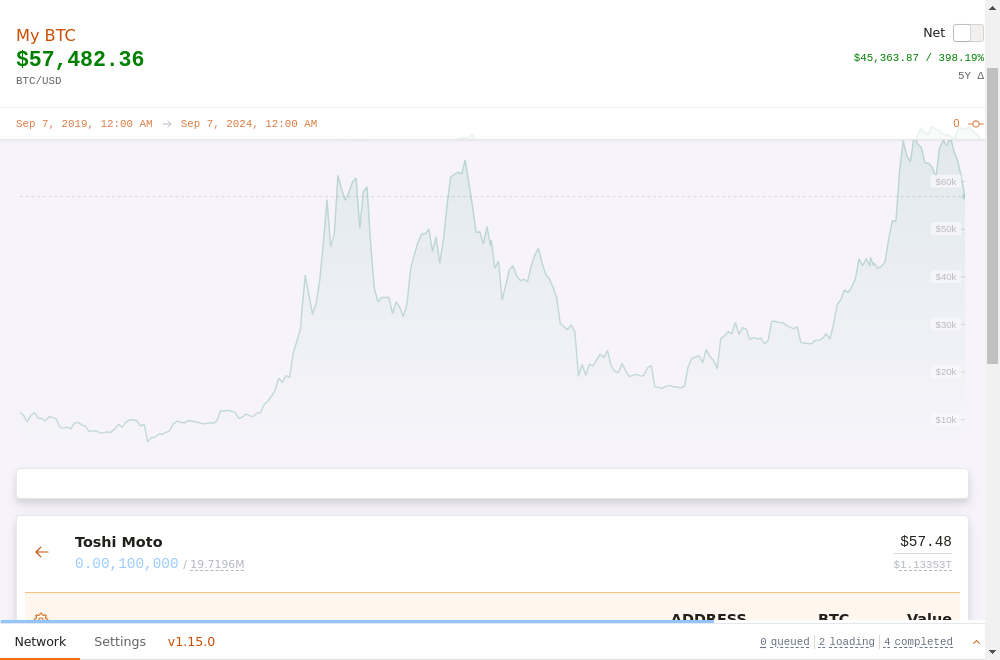 My BTC
Net
$57,482.36
$45,363.87 / 398.19%
BTC/USD
5Y Δ
Sep 7, 2019, 12:00 AM → Sep 7, 2024, 12:00 AM
0
$60k
$50k
$40k
$30k
$20k
$10k
Toshi Moto
$57.48
0.00,100,000 / 19.7196M
$1.13353T
ADDRESS BTC Value
Network Settings v1.15.0
0 queued | 2 loading | 4 completed